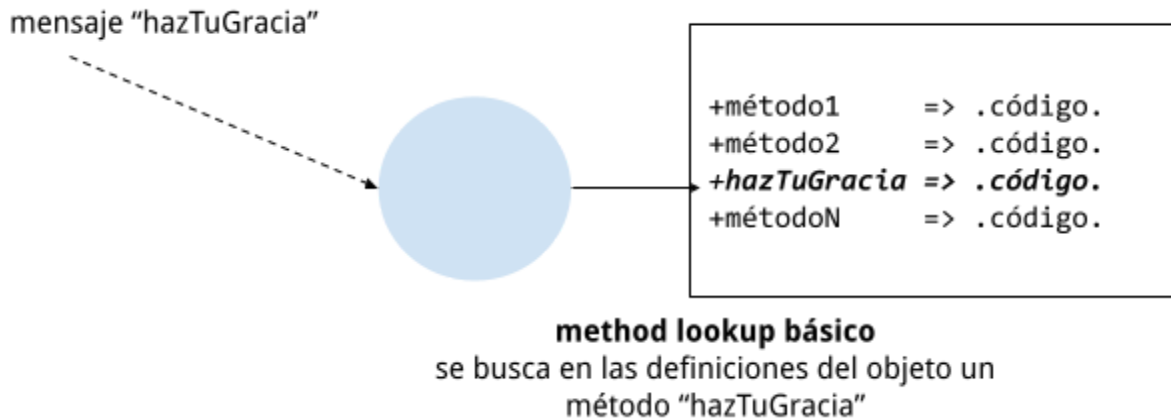 mensaje “hazTuGracia”
+método1 => .código.
+método2 => .código.
+hazTuGracia => .código.
+métodoN => .código.
method lookup básico
se busca en las definiciones del objeto un
método “hazTuGracia”